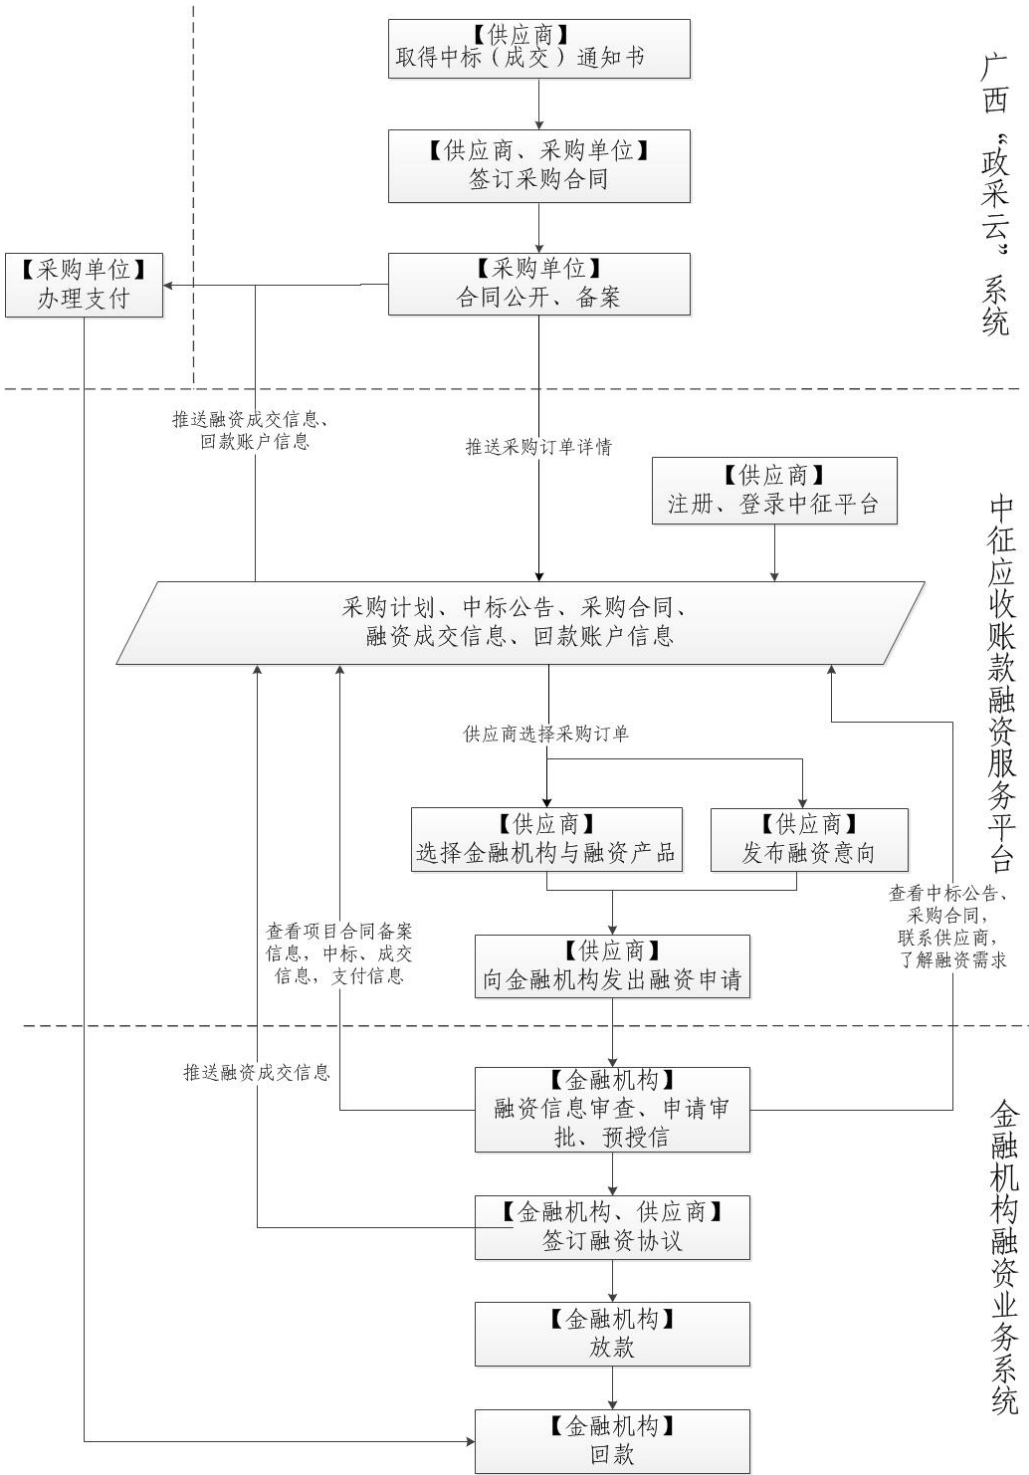 【供应商】
取得中标（成交）通知书
【供应商、采购单位】
签订采购合同
【采购单位】
合同公开、备案
【采购单位】
办理支付
广西“政采云”系统
推送融资成交信息、
回款账户信息
推送采购订单详情
【供应商】
注册、登录中征平台
采购计划、中标公告、采购合同、
融资成交信息、回款账户信息
中征应收账款融资服务平台
供应商选择采购订单
【供应商】
选择金融机构与融资产品
【供应商】
发布融资意向
查看项目合同备案
信息，中标、成交
信息，支付信息
【供应商】
向金融机构发出融资申请
查看中标公告、
采购合同，
联系供应商，
了解融资需求
推送融资成交信息
【金融机构】
融资信息审查、申请审
批、预授信
【金融机构、供应商】
签订融资协议
【金融机构】
放款
【金融机构】
回款
金融机构融资业务系统